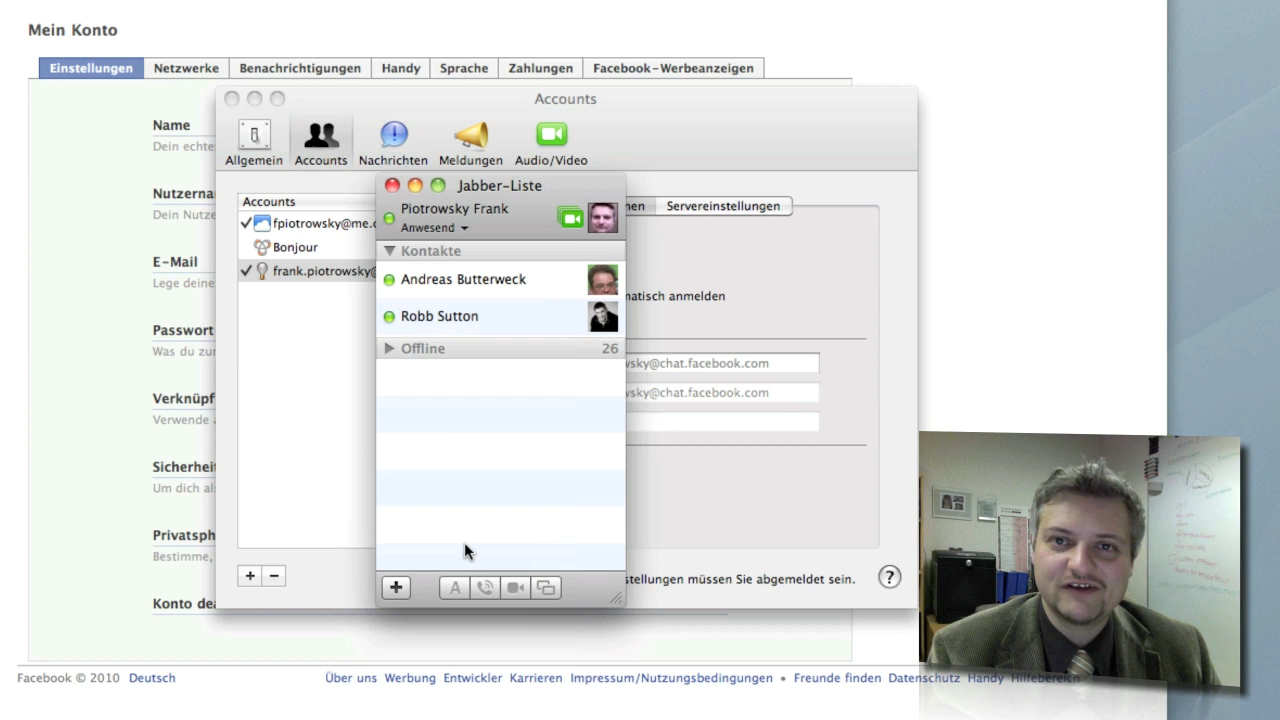 Mein Konto
Einstellungen Netzwerke Benachrichtigungen Handy Sprache Zahlungen Facebook-Werbeanzeigen
Accounts
Allgemein Accounts Nachrichten Meldungen Audio/Video
Name
Dein echte
Nutzerna
Dein Nutze
E-Mail
Lege deine
Passwort
Was du zur
Verknüpf
Verwende a
Sicherheit
Um dich al
Privatsph
Bestimme,
Konto dea
Accounts
fpiotrowsky@me.c
Bonjour
frank.piotrowsky@
Jabber-Liste
Piotrowsky Frank
Anwesend
Kontakte
Andreas Butterweck
Robb Sutton
Offline 26
A
nen Servereinstellungen
matisch anmelden
wsky@chat.facebook.com
wsky@chat.facebook.com
stellungen müssen Sie abgemeldet sein. ?
Facebook © 2010 Deutsch Über uns Werbung Entwickler Karrieren Impressum/Nutzungsbedingungen • Freunde finden Datenschutz Handy Hilfebereich